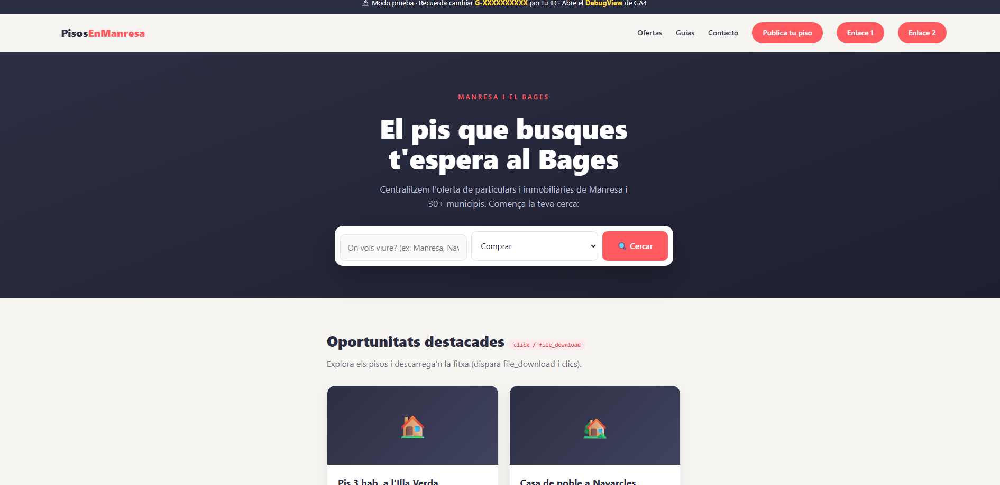 Modo prueba · Recuerda cambiar G-XXXXXXXXXX por tu ID · Abre el DebugView de GA4
PisosEnManresa
Ofertas
Guías
Contacto
Publica tu piso
Enlace 1
Enlace 2
MANRESA I EL BAGES
El pis que busques
t'espera al Bages
Centralitzem l'oferta de particulars i inmobiliàries de Manresa i
30+ municipis. Comença la teva cerca:
On vols viure? (ex: Manresa, Nav
Comprar
Cercar
Oportunitats destacades click / file_download
Explora els pisos i descarrega'n la fitxa (dispara file_download i clics).
Pis 3 hab. a l'Illa Verda
Casa de poble a Navarcles